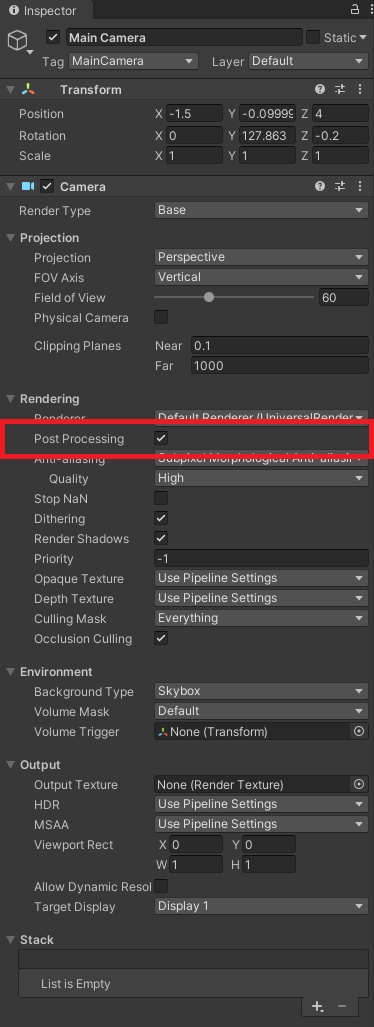 Inspector
Main Camera Static
Tag MainCamera Layer Default
Transform
Position X -1.5 Y -0.09999 Z 4
Rotation X 0 Y 127.863 Z -0.2
Scale X 1 Y 1 Z 1
Camera
Render Type Base
Projection
Projection Perspective
FOV Axis Vertical
Field of View 60
Physical Camera
Clipping Planes Near 0.1
Far 1000
Rendering
Renderer Default Renderer (UniversalRender
Post Processing
Anti-aliasing Subpixel Morphological Anti-aliasi
Quality High
Stop NaN
Dithering
Render Shadows
Priority -1
Opaque Texture Use Pipeline Settings
Depth Texture Use Pipeline Settings
Culling Mask Everything
Occlusion Culling
Environment
Background Type Skybox
Volume Mask Default
Volume Trigger None (Transform)
Output
Output Texture None (Render Texture)
HDR Use Pipeline Settings
MSAA Use Pipeline Settings
Viewport Rect X 0 Y 0
W 1 H 1
Allow Dynamic Resol
Target Display Display 1
Stack
List is Empty